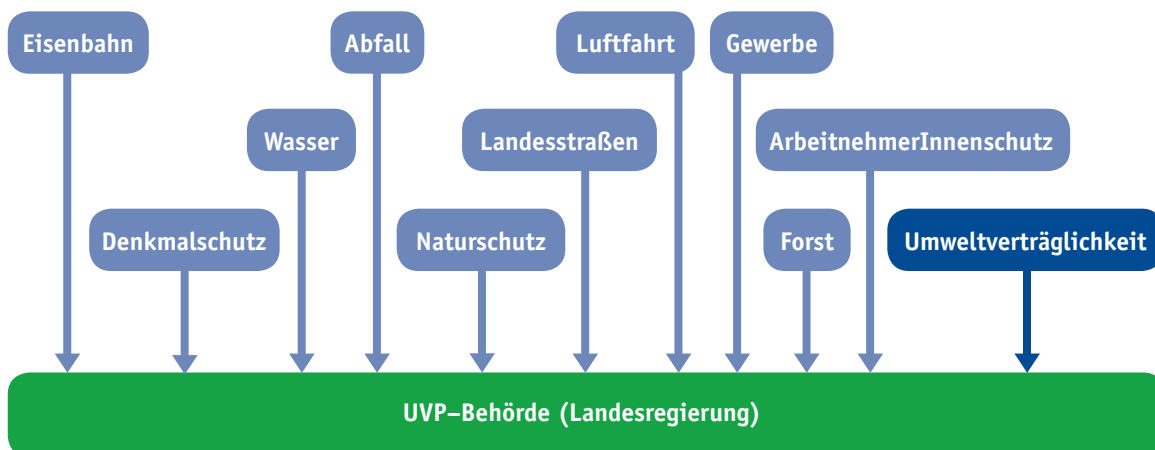 Eisenbahn
Abfall
Luftfahrt
Gewerbe
Wasser
Landesstraßen
ArbeitnehmerInnenschutz
Denkmalschutz
Naturschutz
Forst
Umweltverträglichkeit
UVP–Behörde (Landesregierung)